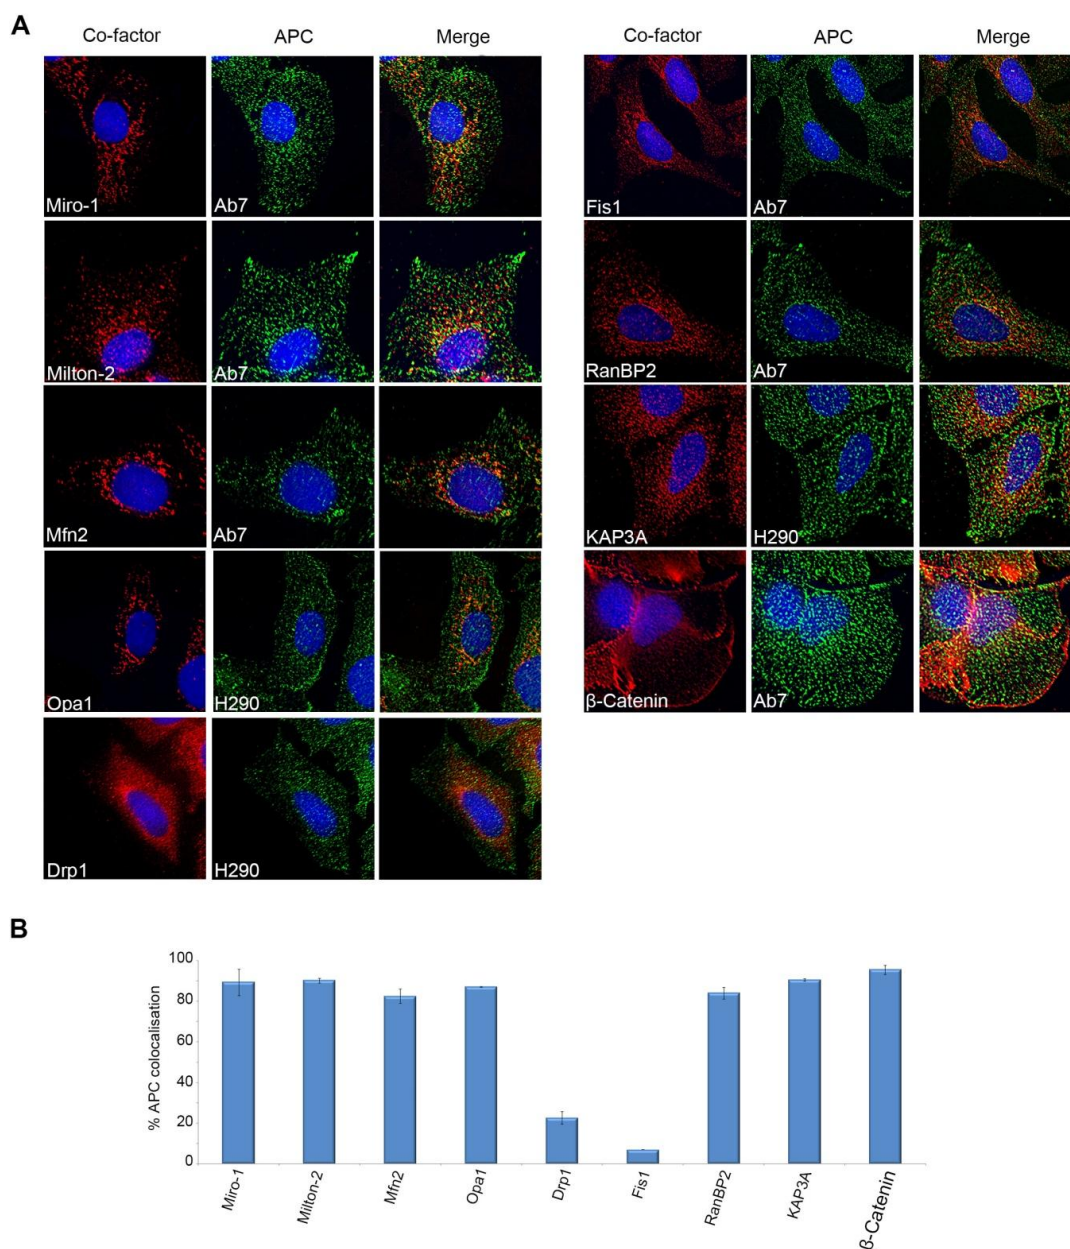 A
Co-factor APC Merge
Miro-1 Ab7
Milton-2 Ab7
Mfn2 Ab7
Opa1 H290
Drp1 H290
Co-factor APC Merge
Fis1 Ab7
RanBP2 Ab7
KAP3A H290
β-Catenin Ab7
B
% APC colocalisation
100
80
60
40
20
0
Miro-1
Milton-2
Mfn2
Opa1
Drp1
Fis1
RanBP2
KAP3A
β-Catenin